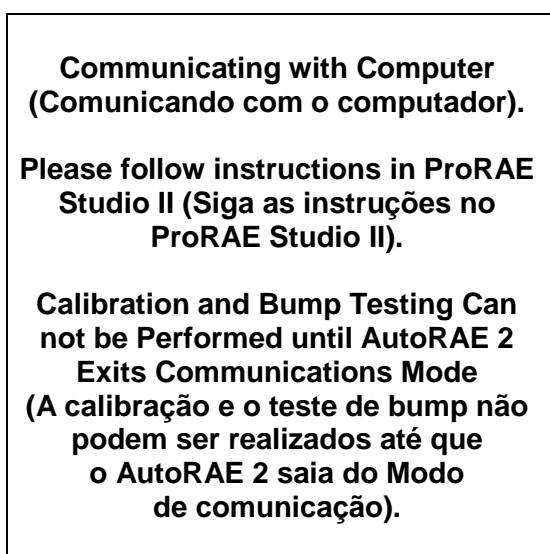 Communicating with Computer
(Comunicando com o computador).
Please follow instructions in ProRAE
Studio II (Siga as instruções no
ProRAE Studio II).
Calibration and Bump Testing Can
not be Performed until AutoRAE 2
Exits Communications Mode
(A calibração e o teste de bump não
podem ser realizados até que
o AutoRAE 2 saia do Modo
de comunicação).